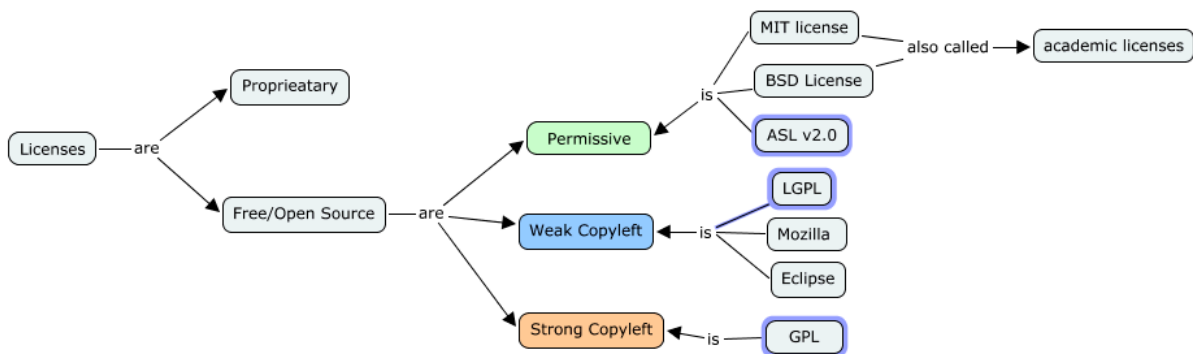 MIT license
also called
academic licenses
Proprieatary
BSD License
is
Licenses
are
Permissive
ASL v2.0
LGPL
Free/Open Source
are
Weak Copyleft
is
Mozilla
Eclipse
Strong Copyleft
is
GPL